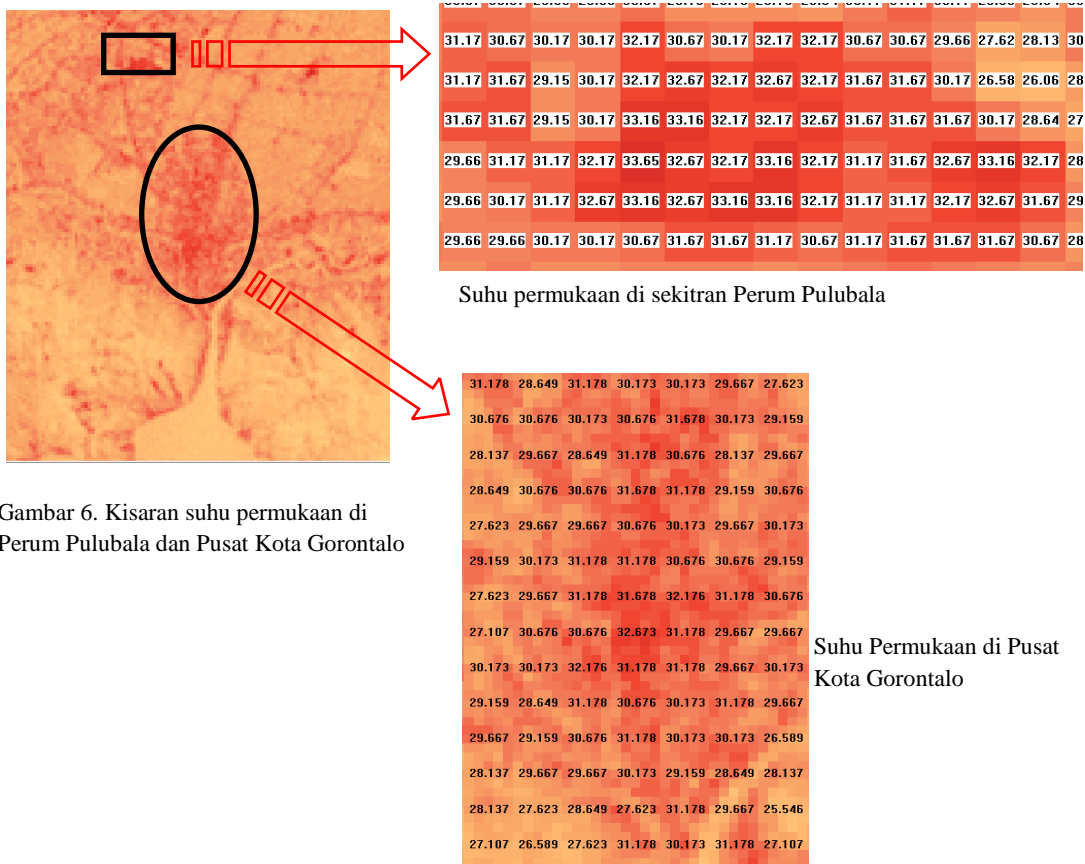 31.17 30.67 30.17 30.17 32.17 30.67 30.17 32.17 32.17 30.67 30.67 29.66 27.62 28.13 30
31.17 31.67 29.15 30.17 32.17 32.67 32.17 32.67 32.17 31.67 31.67 30.17 26.58 26.06 28
31.67 31.67 29.15 30.17 33.16 33.16 32.17 32.17 32.67 31.67 31.67 31.67 30.17 28.64 27
29.66 31.17 31.17 32.17 33.65 32.67 32.17 33.16 32.17 31.17 31.67 32.67 33.16 32.17 28
29.66 30.17 31.17 32.67 33.16 32.67 33.16 33.16 32.17 31.17 31.17 32.17 32.67 31.67 29
29.66 29.66 30.17 30.17 30.67 31.67 31.67 31.17 30.67 31.17 31.67 31.67 31.67 30.67 28
Suhu permukaan di sekitran Perum Pulubala
Gambar 6. Kisaran suhu permukaan di
Perum Pulubala dan Pusat Kota Gorontalo
31.178 28.649 31.178 30.173 30.173 29.667 27.623
30.676 30.676 30.173 30.676 31.678 30.173 29.159
28.137 29.667 28.649 31.178 30.676 28.137 29.667
28.649 30.676 30.676 31.678 31.178 29.159 30.676
27.623 29.667 29.667 30.676 30.173 29.667 30.173
29.159 30.173 31.178 31.178 30.676 30.676 29.159
27.623 29.667 31.178 31.678 32.176 31.178 30.676
27.107 30.676 30.676 32.673 31.178 29.667 29.667
30.173 30.173 32.176 31.178 31.178 29.667 30.173
29.159 28.649 31.178 30.676 30.173 31.178 29.667
29.667 29.159 30.676 31.178 30.173 30.173 26.589
28.137 29.667 29.667 30.173 29.159 28.649 28.137
28.137 27.623 28.649 27.623 31.178 29.667 25.546
27.107 26.589 27.623 31.178 30.173 31.178 27.107
Suhu Permukaan di Pusat
Kota Gorontalo